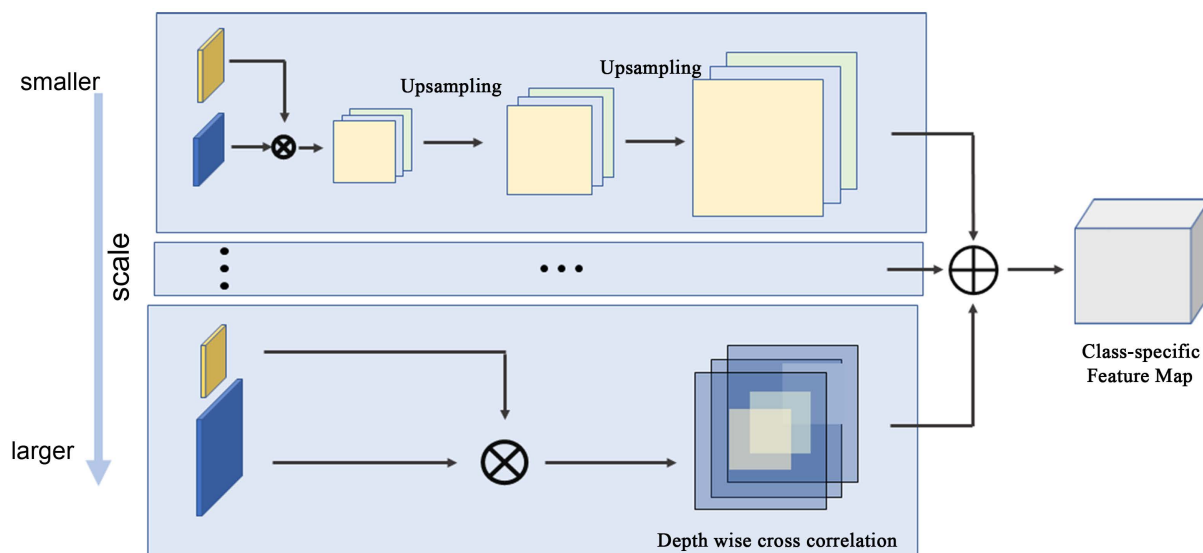 smaller
Upsampling
Upsampling
scale
larger
Class-specific
Feature Map
Depth wise cross correlation